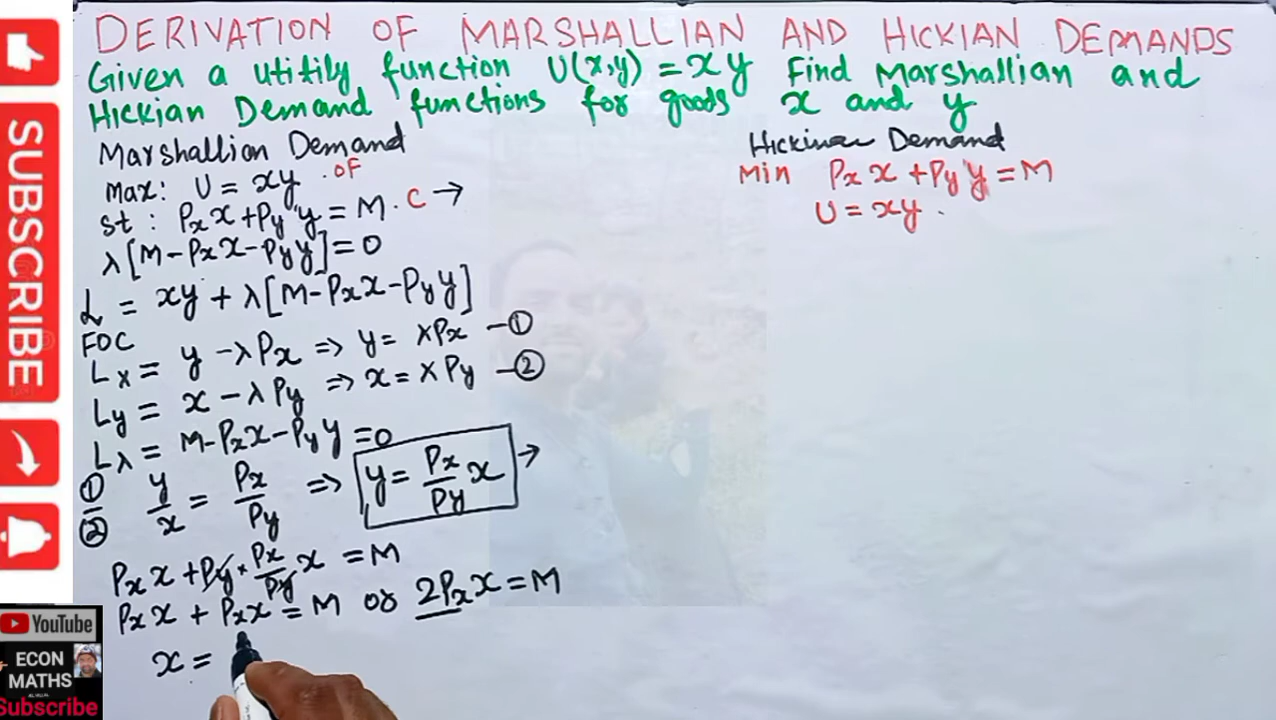 DERIVATION OF MARSHALLIAN AND HICKIAN DEMANDS
Given a utitily function U(x,y) = xy Find Marshallian and
Hickian Demand functions for goods x and y
Marshallian Demand
Max: U = xy . OF
st : Pxx + Pyy = M . C →
λ[M - Pxx - Pyy] = 0
L = xy + λ[M - Pxx - Pyy]
FOC
Lx = y - λPx ⇒ y = λPx — ①
Ly = x - λPy ⇒ x = λPy — ②
Lλ = M - Pxx - Pyy = 0
①/② y/x = Px/Py ⇒ y = Px/Py x →
Pxx + Py × Px/Py x = M
Pxx + Pxx = M or 2Pxx = M
x =
Hickinan Demand
Min Pxx + Pyy = M
U = xy .
SUBSCRIBE
YouTube
ECON
MATHS
Subscribe